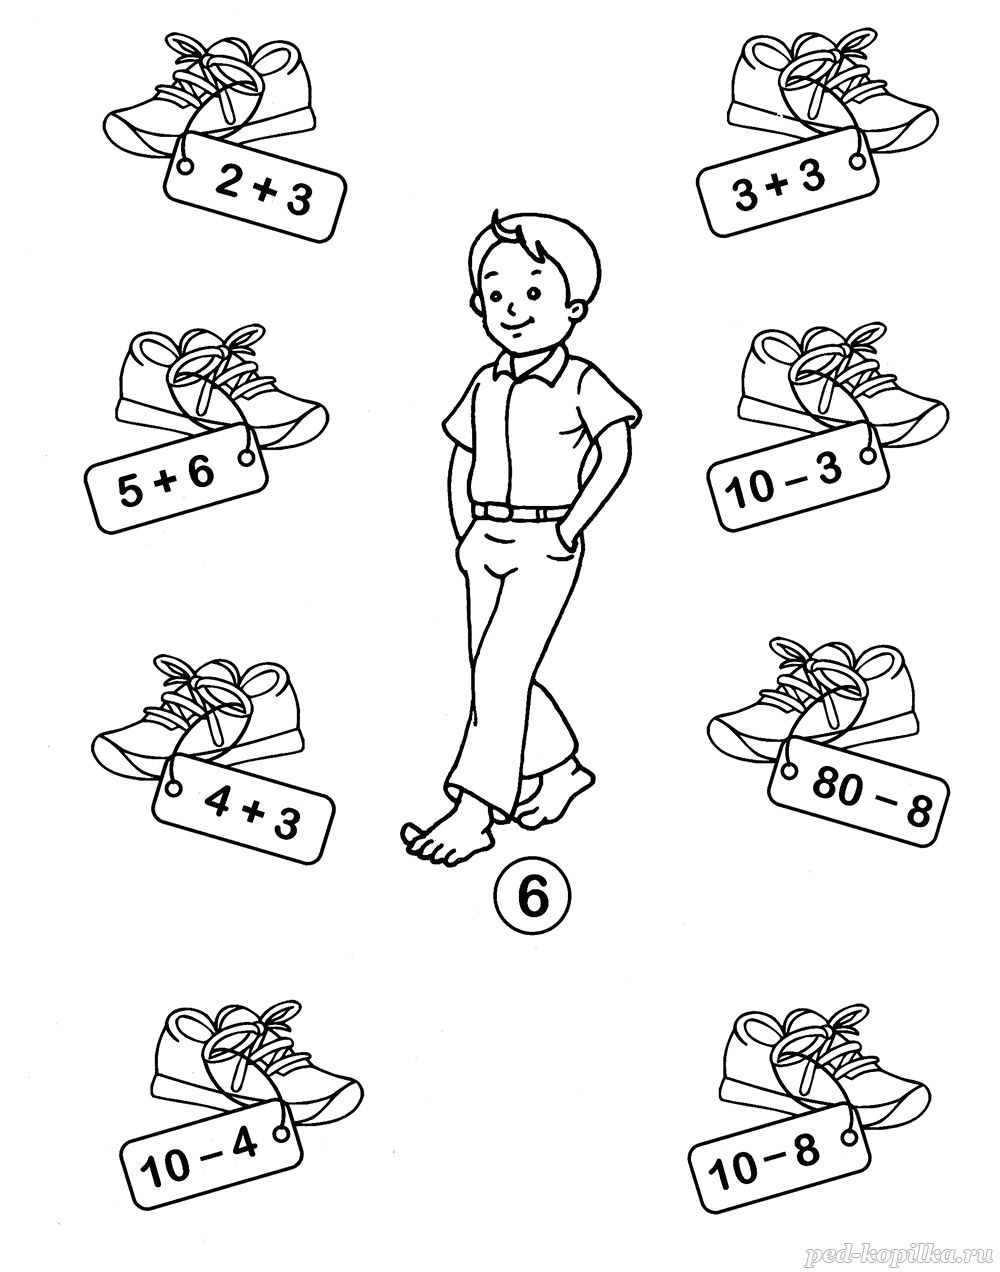 2 + 3
3 + 3
5 + 6
10 – 3
4 + 3
80 – 8
6
10 – 4
10 – 8
ped-kopilka.ru